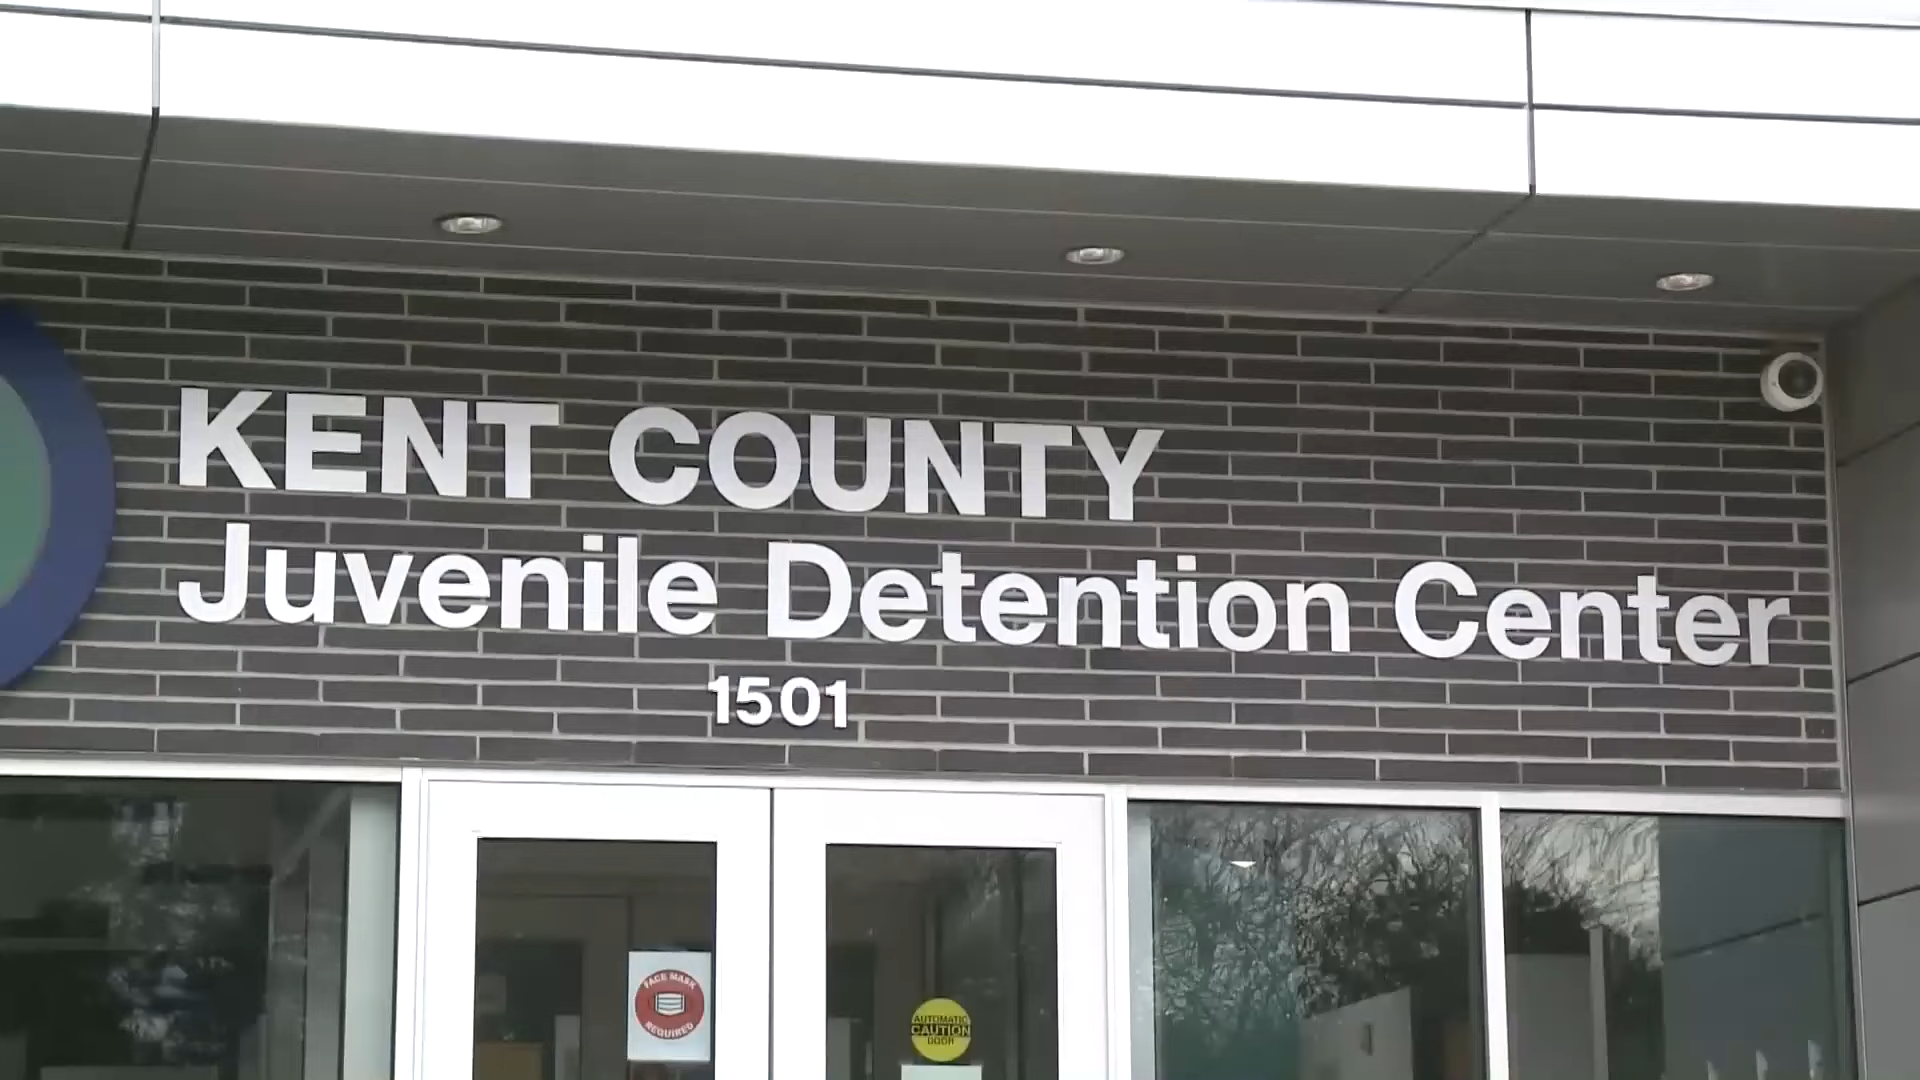 KENT COUNTY
Juvenile Detention Center
1501
FACE MASK
REQUIRED
AUTOMATIC
CAUTION
DOOR